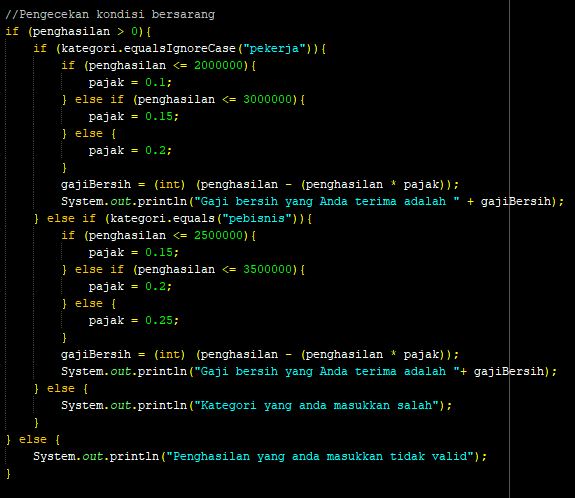 //Pengecekan kondisi bersarang
if (penghasilan > 0){
    if (kategori.equalsIgnoreCase("pekerja")){
        if (penghasilan <= 2000000){
            pajak = 0.1;
        } else if (penghasilan <= 3000000){
            pajak = 0.15;
        } else {
            pajak = 0.2;
        }
        gajiBersih = (int) (penghasilan - (penghasilan * pajak));
        System.out.println("Gaji bersih yang Anda terima adalah " + gajiBersih);
    } else if (kategori.equals("pebisnis")){
        if (penghasilan <= 2500000){
            pajak = 0.15;
        } else if (penghasilan <= 3500000){
            pajak = 0.2;
        } else {
            pajak = 0.25;
        }
        gajiBersih = (int) (penghasilan - (penghasilan * pajak));
        System.out.println("Gaji bersih yang Anda terima adalah "+ gajiBersih);
    } else {
        System.out.println("Kategori yang anda masukkan salah");
    }
} else {
    System.out.println("Penghasilan yang anda masukkan tidak valid");
}